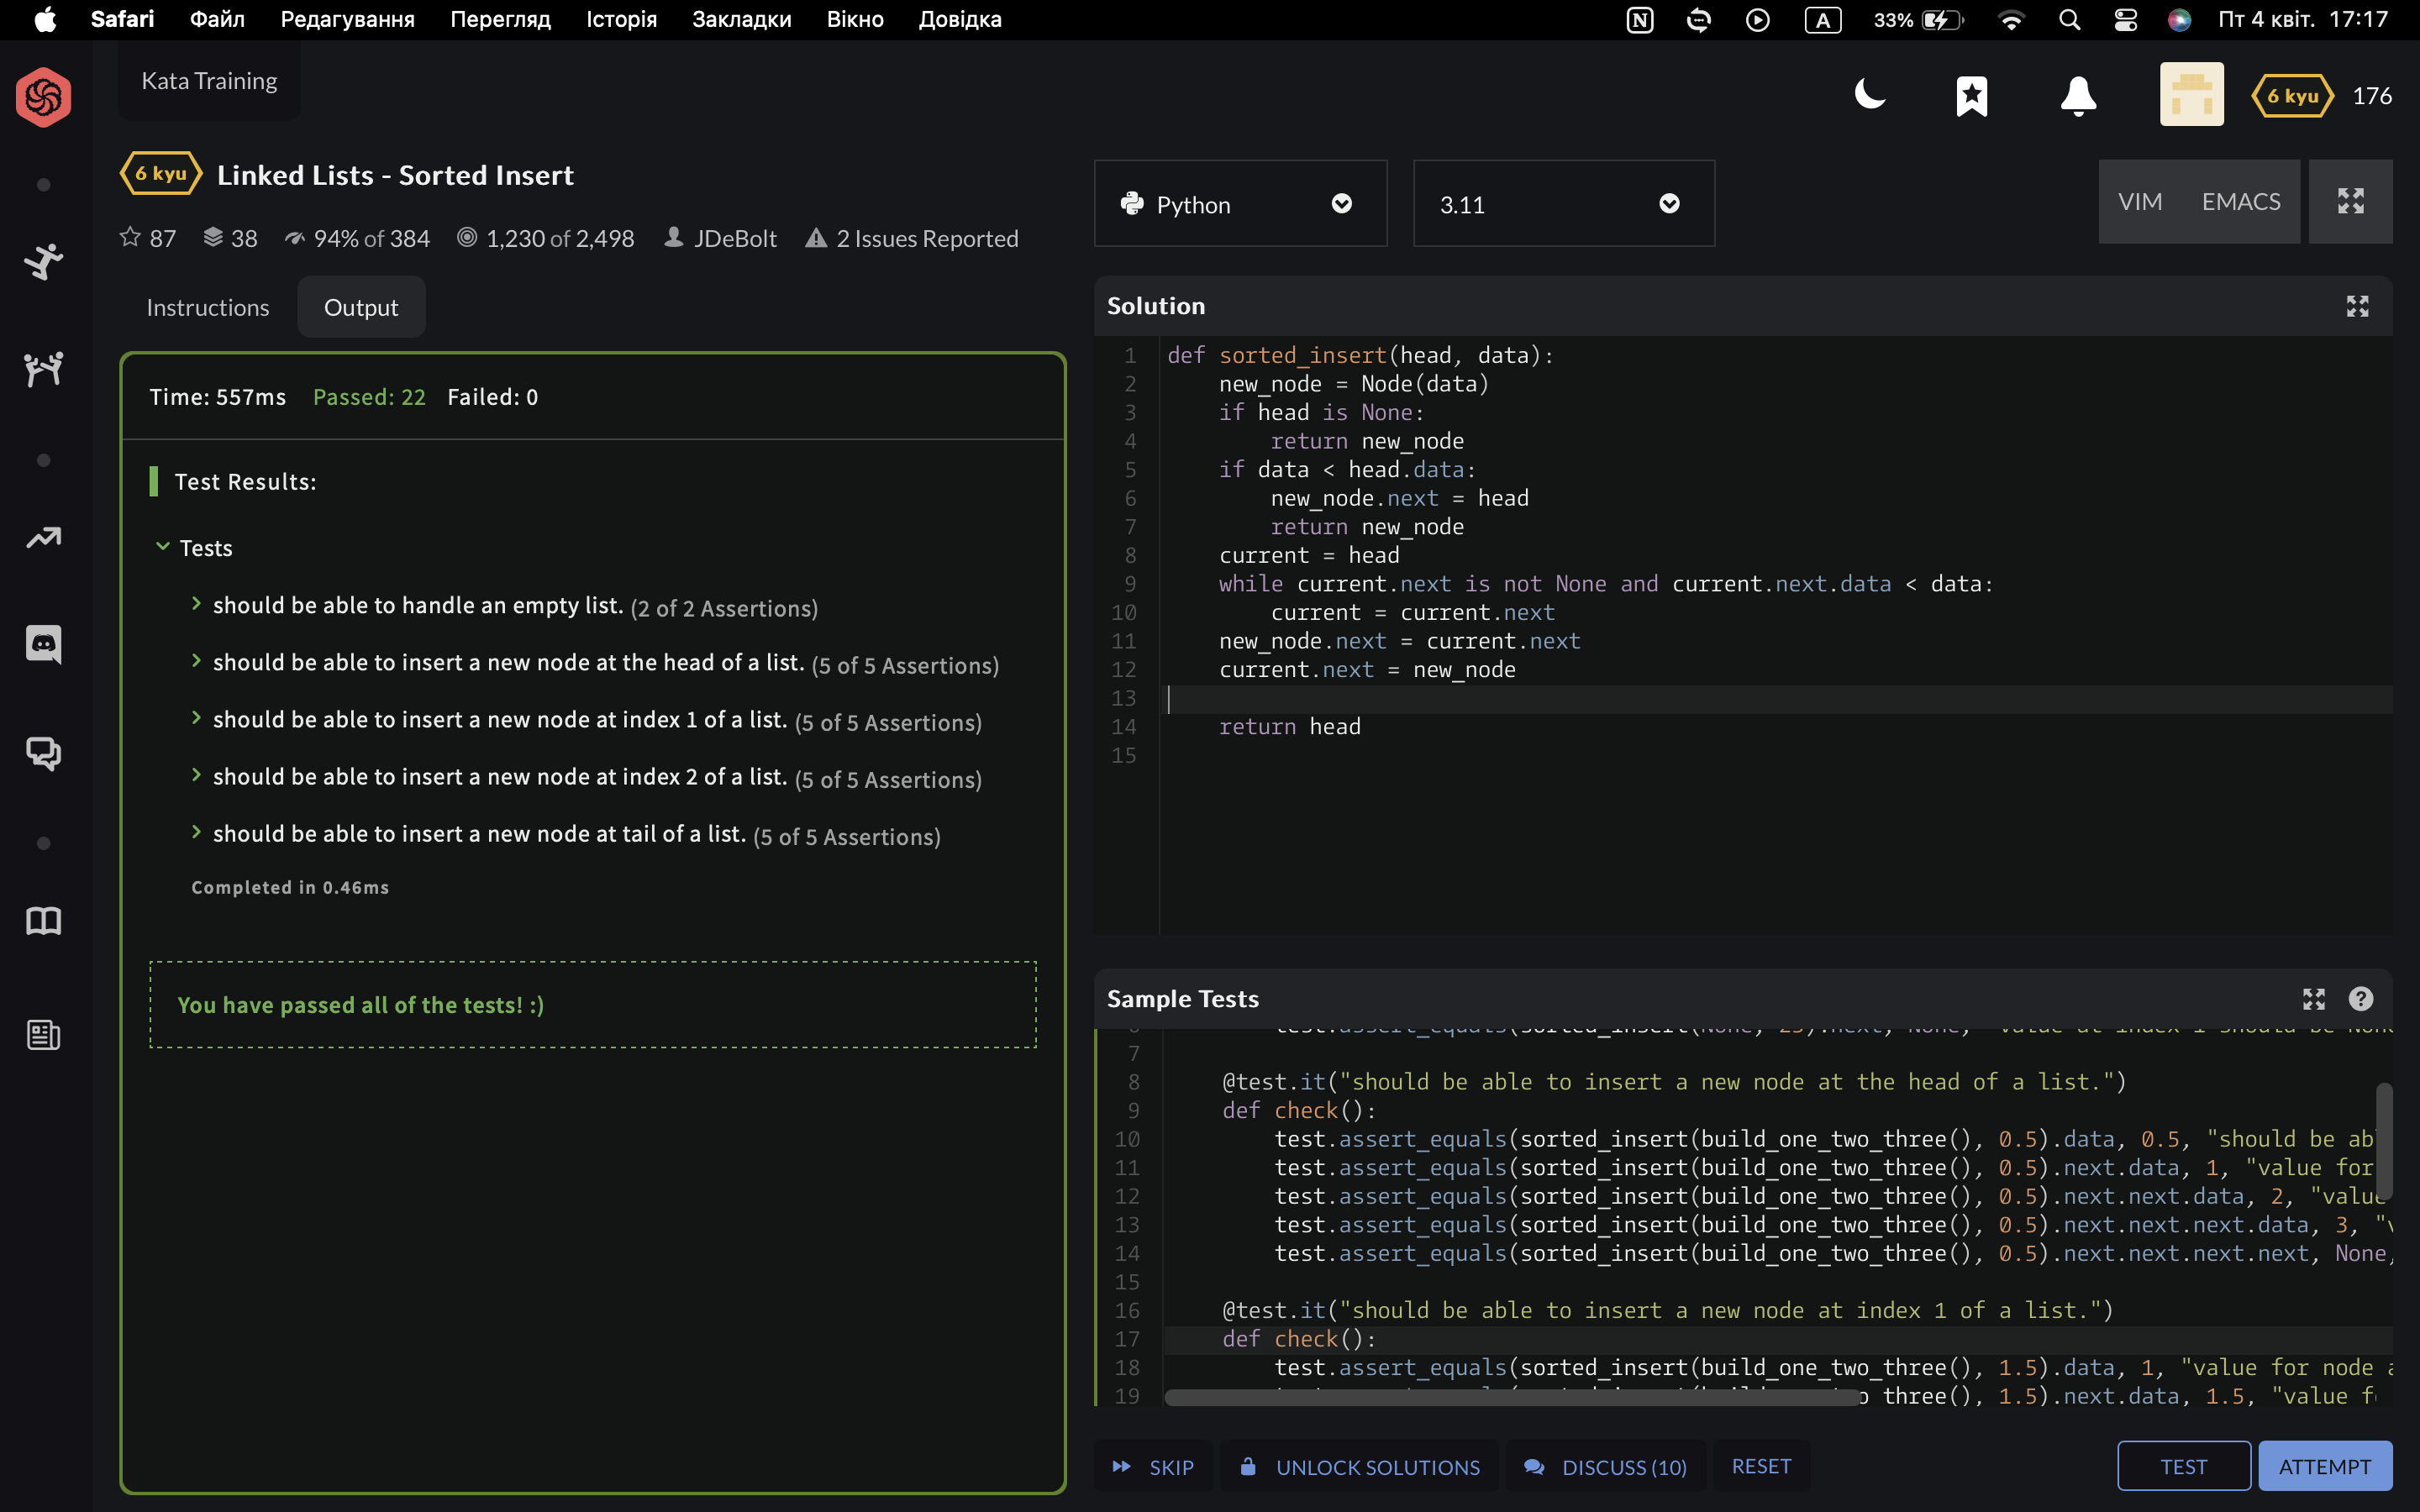 Safari Файл Редагування Перегляд Історія Закладки Вікно Довідка A 33% Пт 4 квіт. 17:17
Kata Training
6 kyu 176
6 kyu Linked Lists - Sorted Insert
87 38 94% of 384 1,230 of 2,498 JDeBolt 2 Issues Reported
Instructions Output
Time: 557ms Passed: 22 Failed: 0
Test Results:
Tests
should be able to handle an empty list. (2 of 2 Assertions)
should be able to insert a new node at the head of a list. (5 of 5 Assertions)
should be able to insert a new node at index 1 of a list. (5 of 5 Assertions)
should be able to insert a new node at index 2 of a list. (5 of 5 Assertions)
should be able to insert a new node at tail of a list. (5 of 5 Assertions)
Completed in 0.46ms
You have passed all of the tests! :)
Python 3.11 VIM EMACS
Solution
1 def sorted_insert(head, data):
2     new_node = Node(data)
3     if head is None:
4         return new_node
5     if data < head.data:
6         new_node.next = head
7         return new_node
8     current = head
9     while current.next is not None and current.next.data < data:
10         current = current.next
11     new_node.next = current.next
12     current.next = new_node
13
14     return head
15
Sample Tests
7
8     @test.it("should be able to insert a new node at the head of a list.")
9     def check():
10         test.assert_equals(sorted_insert(build_one_two_three(), 0.5).data, 0.5, "should be
11         test.assert_equals(sorted_insert(build_one_two_three(), 0.5).next.data, 1, "value for
12         test.assert_equals(sorted_insert(build_one_two_three(), 0.5).next.next.data, 2, "value
13         test.assert_equals(sorted_insert(build_one_two_three(), 0.5).next.next.next.data, 3,
14         test.assert_equals(sorted_insert(build_one_two_three(), 0.5).next.next.next.next, None,
15
16     @test.it("should be able to insert a new node at index 1 of a list.")
17     def check():
18         test.assert_equals(sorted_insert(build_one_two_three(), 1.5).data, 1, "value for node
19 three(), 1.5).next.data, 1.5, "value
SKIP UNLOCK SOLUTIONS DISCUSS (10) RESET TEST ATTEMPT